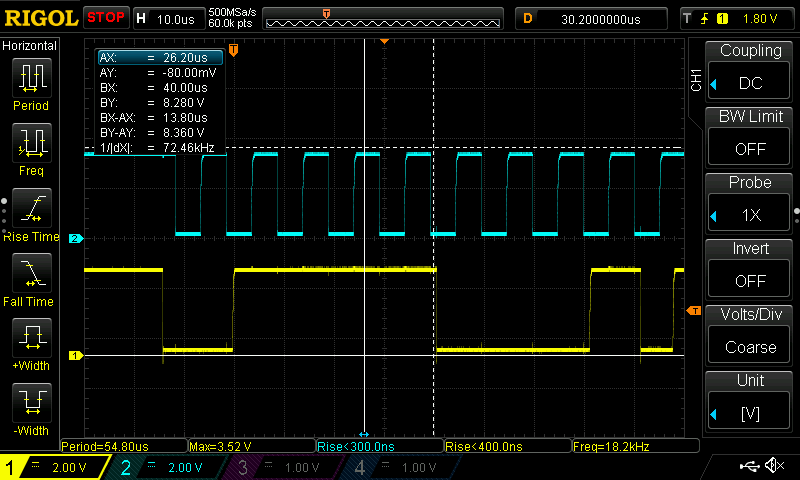 RIGOL STOP H 10.0us 500MSa/s 60.0k pts T D 30.2000000us T 1 1.80 V
Horizontal
Period
Freq
Rise Time
Fall Time
+Width
-Width
T
AX: = 26.20us
AY: = -80.00mV
BX: = 40.00us
BY: = 8.280 V
BX-AX: = 13.80us
BY-AY: = 8.360 V
1/|dX|: = 72.46kHz
2
1
T
CH1
Coupling
DC
BW Limit
OFF
Probe
1X
Invert
OFF
Volts/Div
Coarse
Unit
[V]
Period=54.80us Max=3.52 V Rise<300.0ns Rise<400.0ns Freq=18.2kHz
1 = 2.00 V 2 = 2.00 V 3 = 1.00 V 4 = 1.00 V